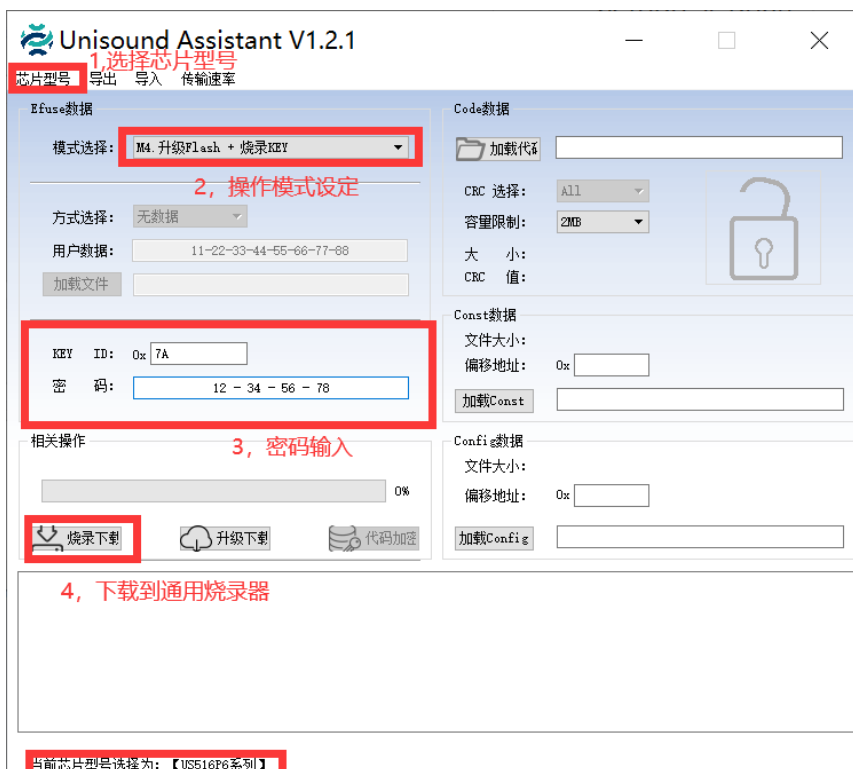 Unisound Assistant V1.2.1
1,选择芯片型号
芯片型号 导出 导入 传输速率
Efuse数据
模式选择: M4.升级Flash + 烧录KEY
2，操作模式设定
方式选择: 无数据
用户数据: 11-22-33-44-55-66-77-88
加载文件
KEY ID: 0x 7A
密 码: 12 - 34 - 56 - 78
3，密码输入
相关操作
0%
烧录下载 升级下载 代码加密
4，下载到通用烧录器
Code数据
加载代码
CRC 选择: All
容量限制: 2MB
大 小:
CRC 值:
Const数据
文件大小:
偏移地址: 0x
加载Const
Config数据
文件大小:
偏移地址: 0x
加载Config
当前芯片型号选择为:【US516P6系列】